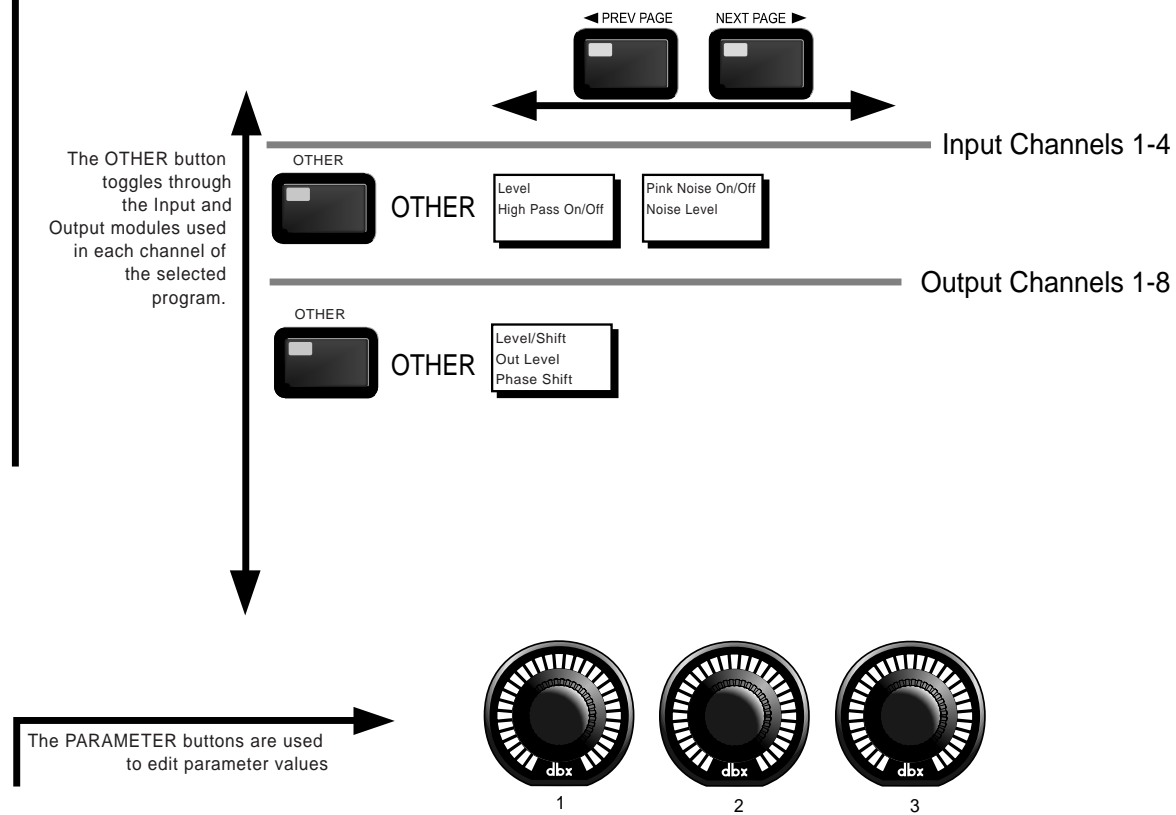 ◄ PREV PAGE NEXT PAGE ►
Input Channels 1-4
The OTHER button
toggles through
the Input and
Output modules used
in each channel of
the selected
program.
OTHER
OTHER
Level
High Pass On/Off
Pink Noise On/Off
Noise Level
Output Channels 1-8
OTHER
OTHER
Level/Shift
Out Level
Phase Shift
The PARAMETER buttons are used
to edit parameter values
dbx dbx dbx
1 2 3